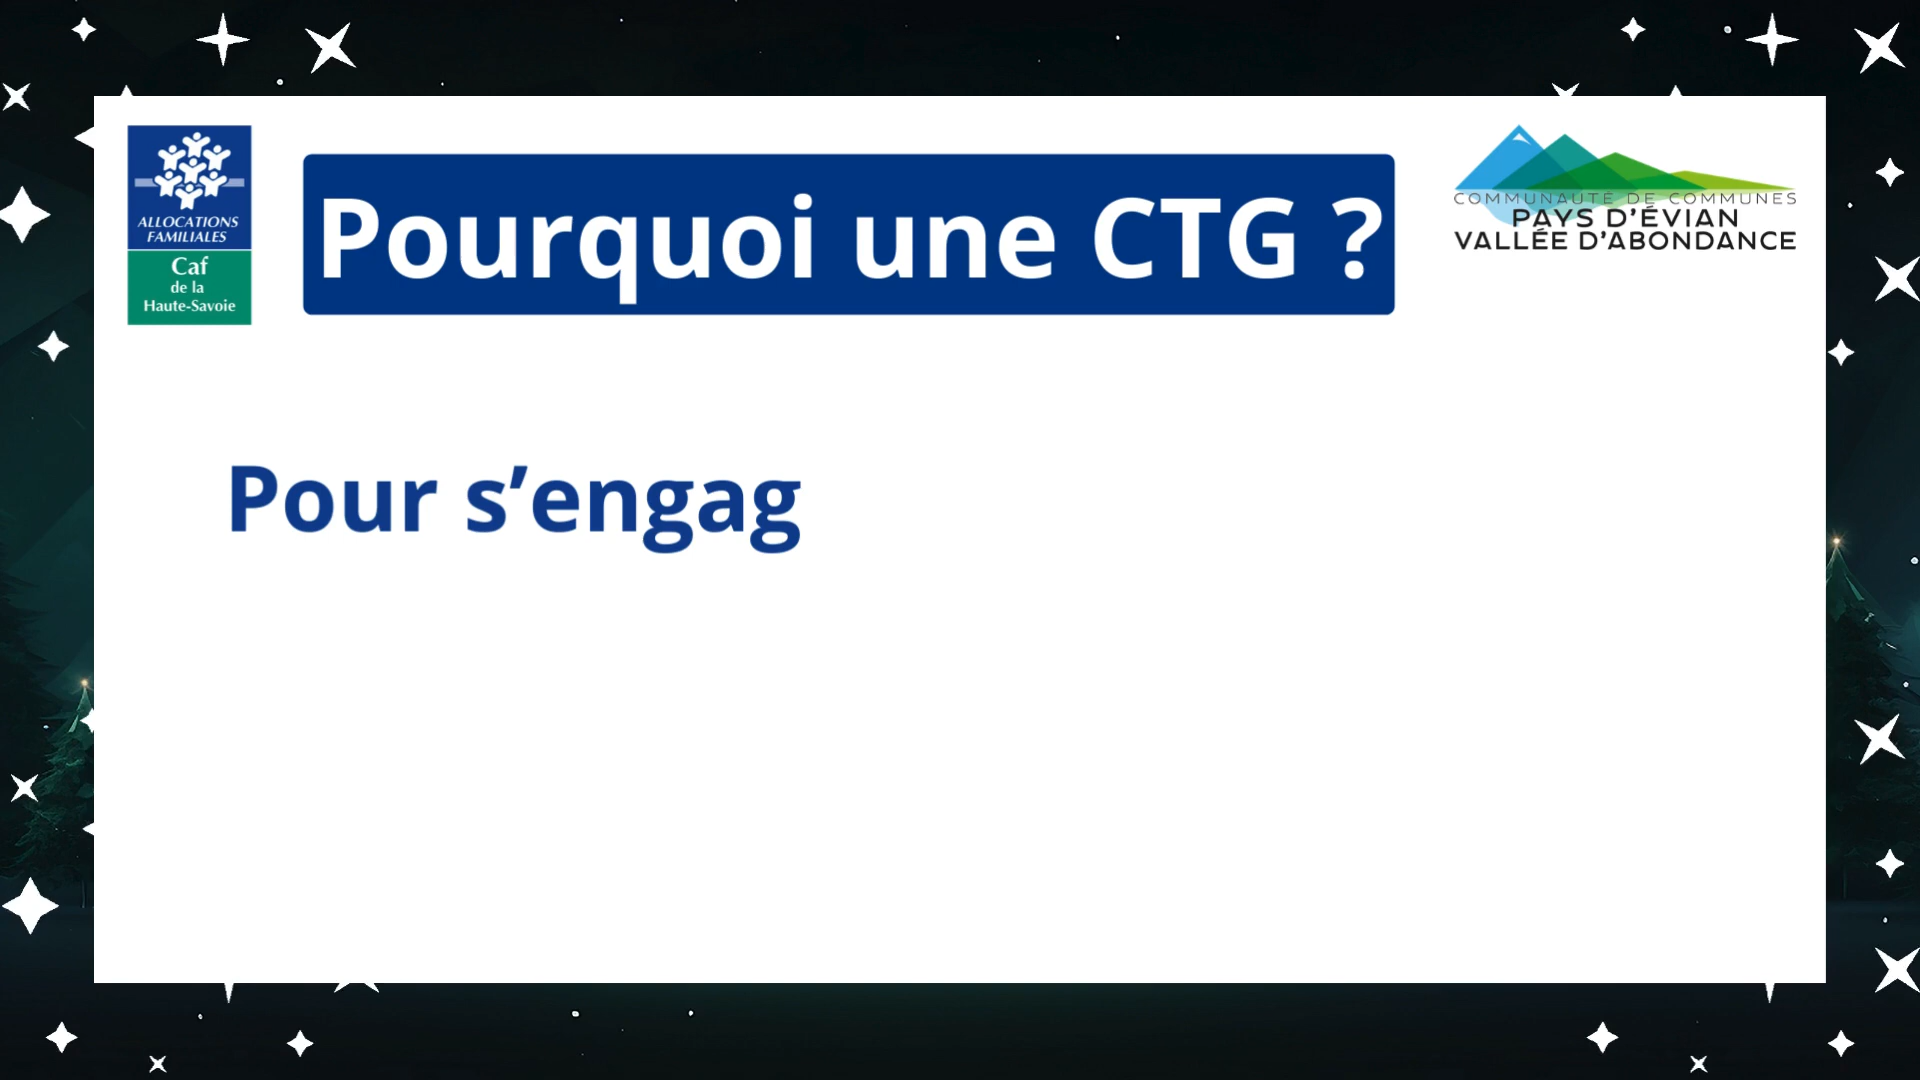 ALLOCATIONS
FAMILIALES
Caf
de la
Haute-Savoie
Pourquoi une CTG ?
COMMUNAUTÉ DE COMMUNES
PAYS D’ÉVIAN
VALLÉE D’ABONDANCE
Pour s’engag